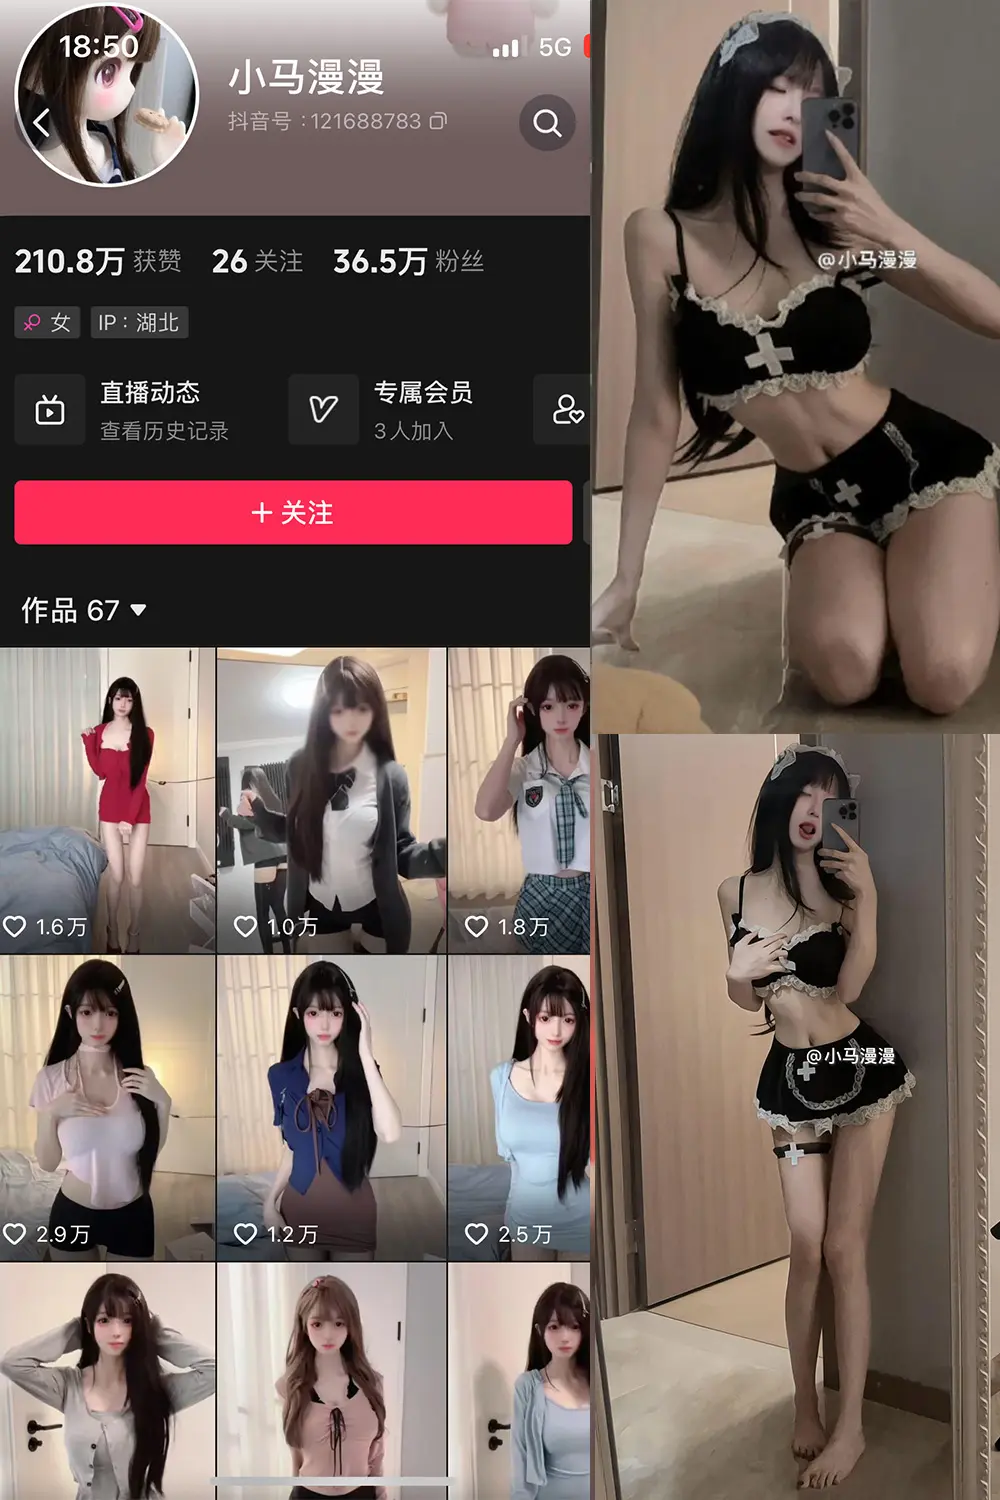 18:50
5G
小马漫漫
抖音号：121688783
210.8万 获赞 26 关注 36.5万 粉丝
女 IP：湖北
直播动态
查看历史记录
专属会员
3人加入
＋关注
作品 67
1.6万
1.0万
1.8万
2.9万
1.2万
2.5万
@小马漫漫
@小马漫漫